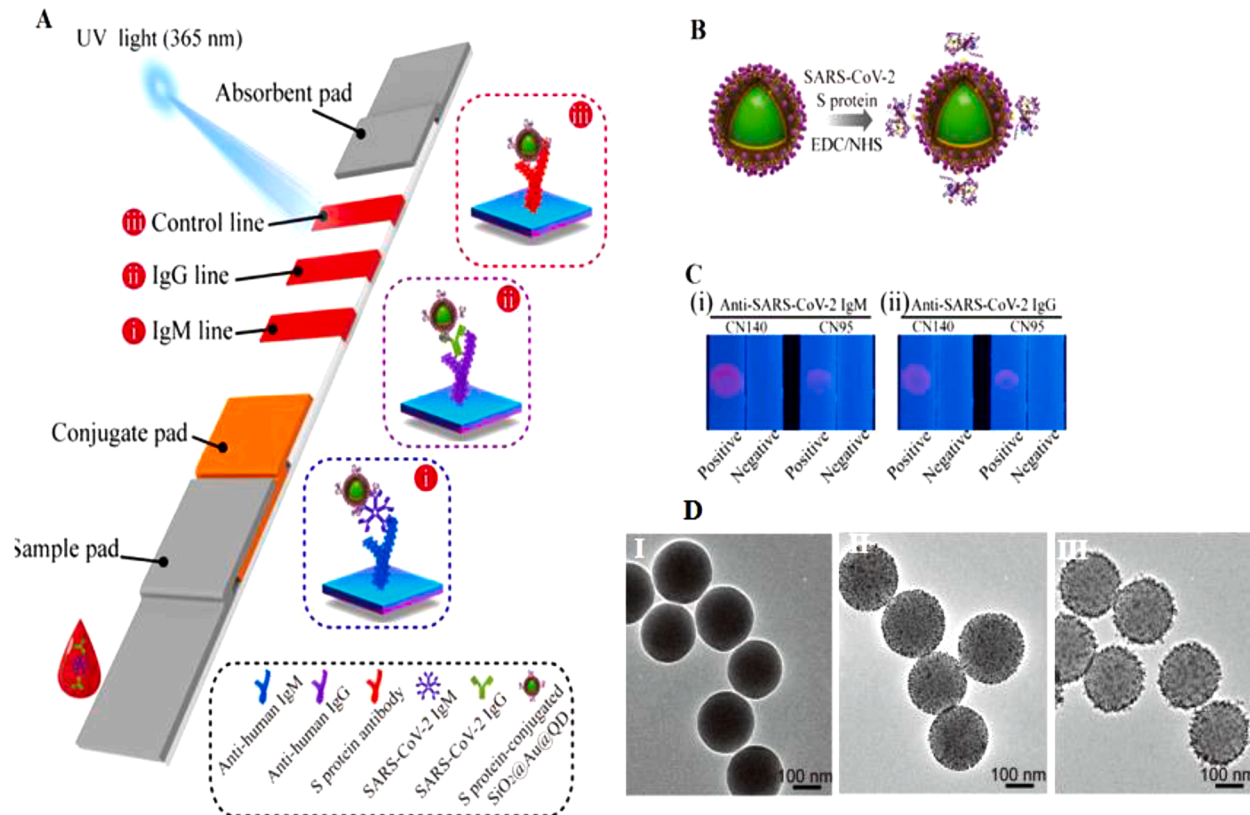 A
UV light (365 nm)
Absorbent pad
iii Control line
ii IgG line
i IgM line
Conjugate pad
Sample pad
iii
ii
i
Anti-human IgM
Anti-human IgG
S protein antibody
SARS-CoV-2 IgM
SARS-CoV-2 IgG
S protein-conjugated
SiO2@Au@QD
B
SARS-CoV-2
S protein
EDC/NHS
C
(i) Anti-SARS-CoV-2 IgM
CN140 CN95
(ii) Anti-SARS-CoV-2 IgG
CN140 CN95
Positive
Negative
Positive
Negative
Positive
Negative
Positive
Negative
D
I
100 nm
II
100 nm
III
100 nm